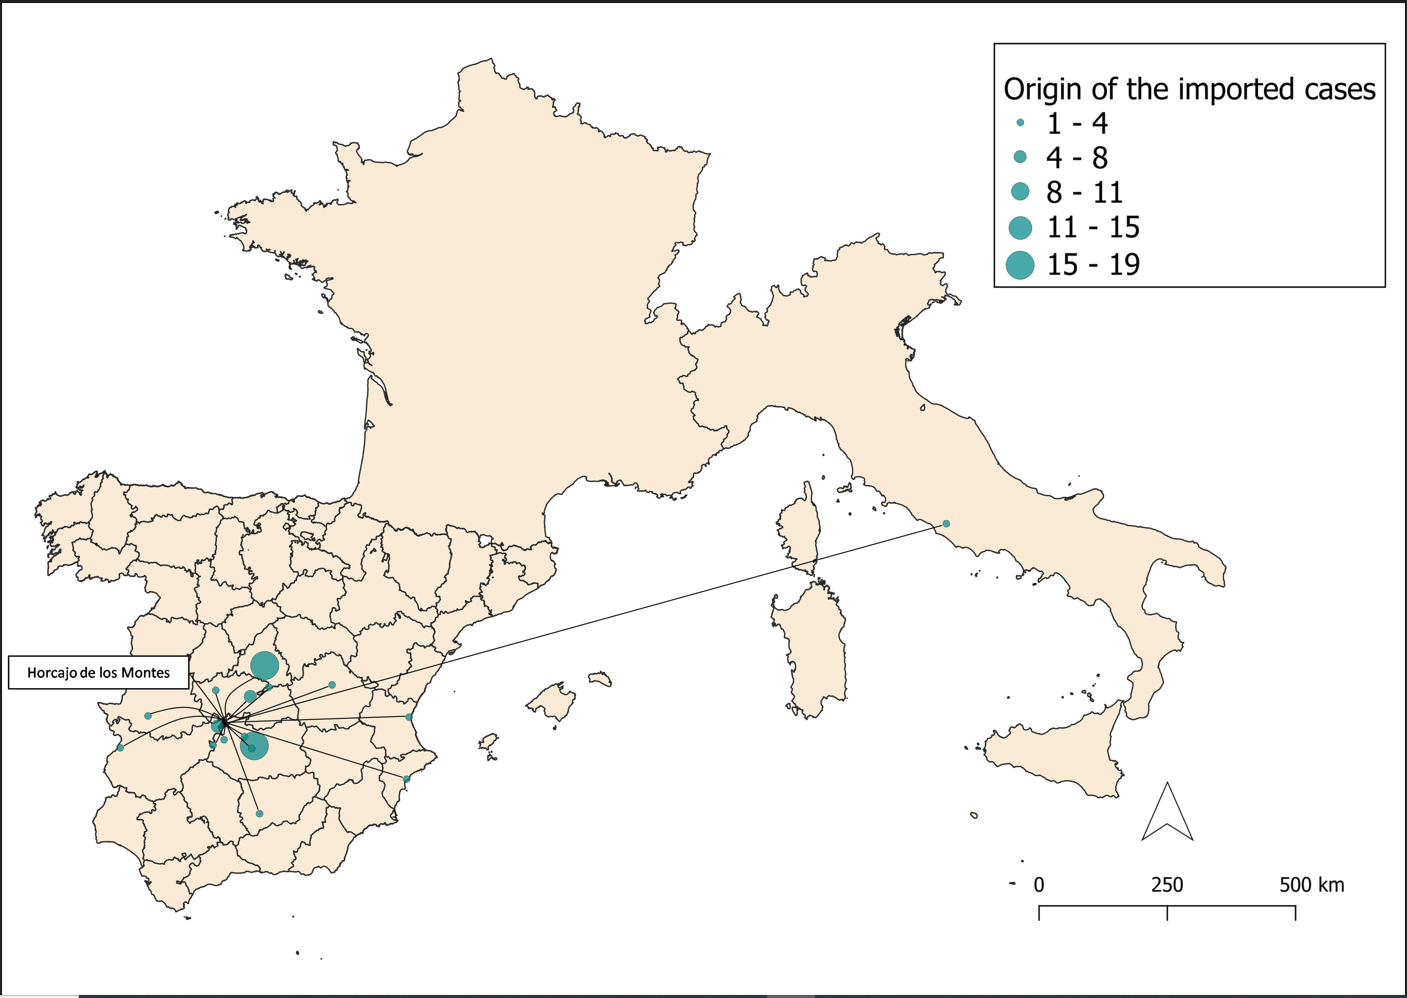 Origin of the imported cases
1 - 4
4 - 8
8 - 11
11 - 15
15 - 19
Horcajo de los Montes
0 250 500 km